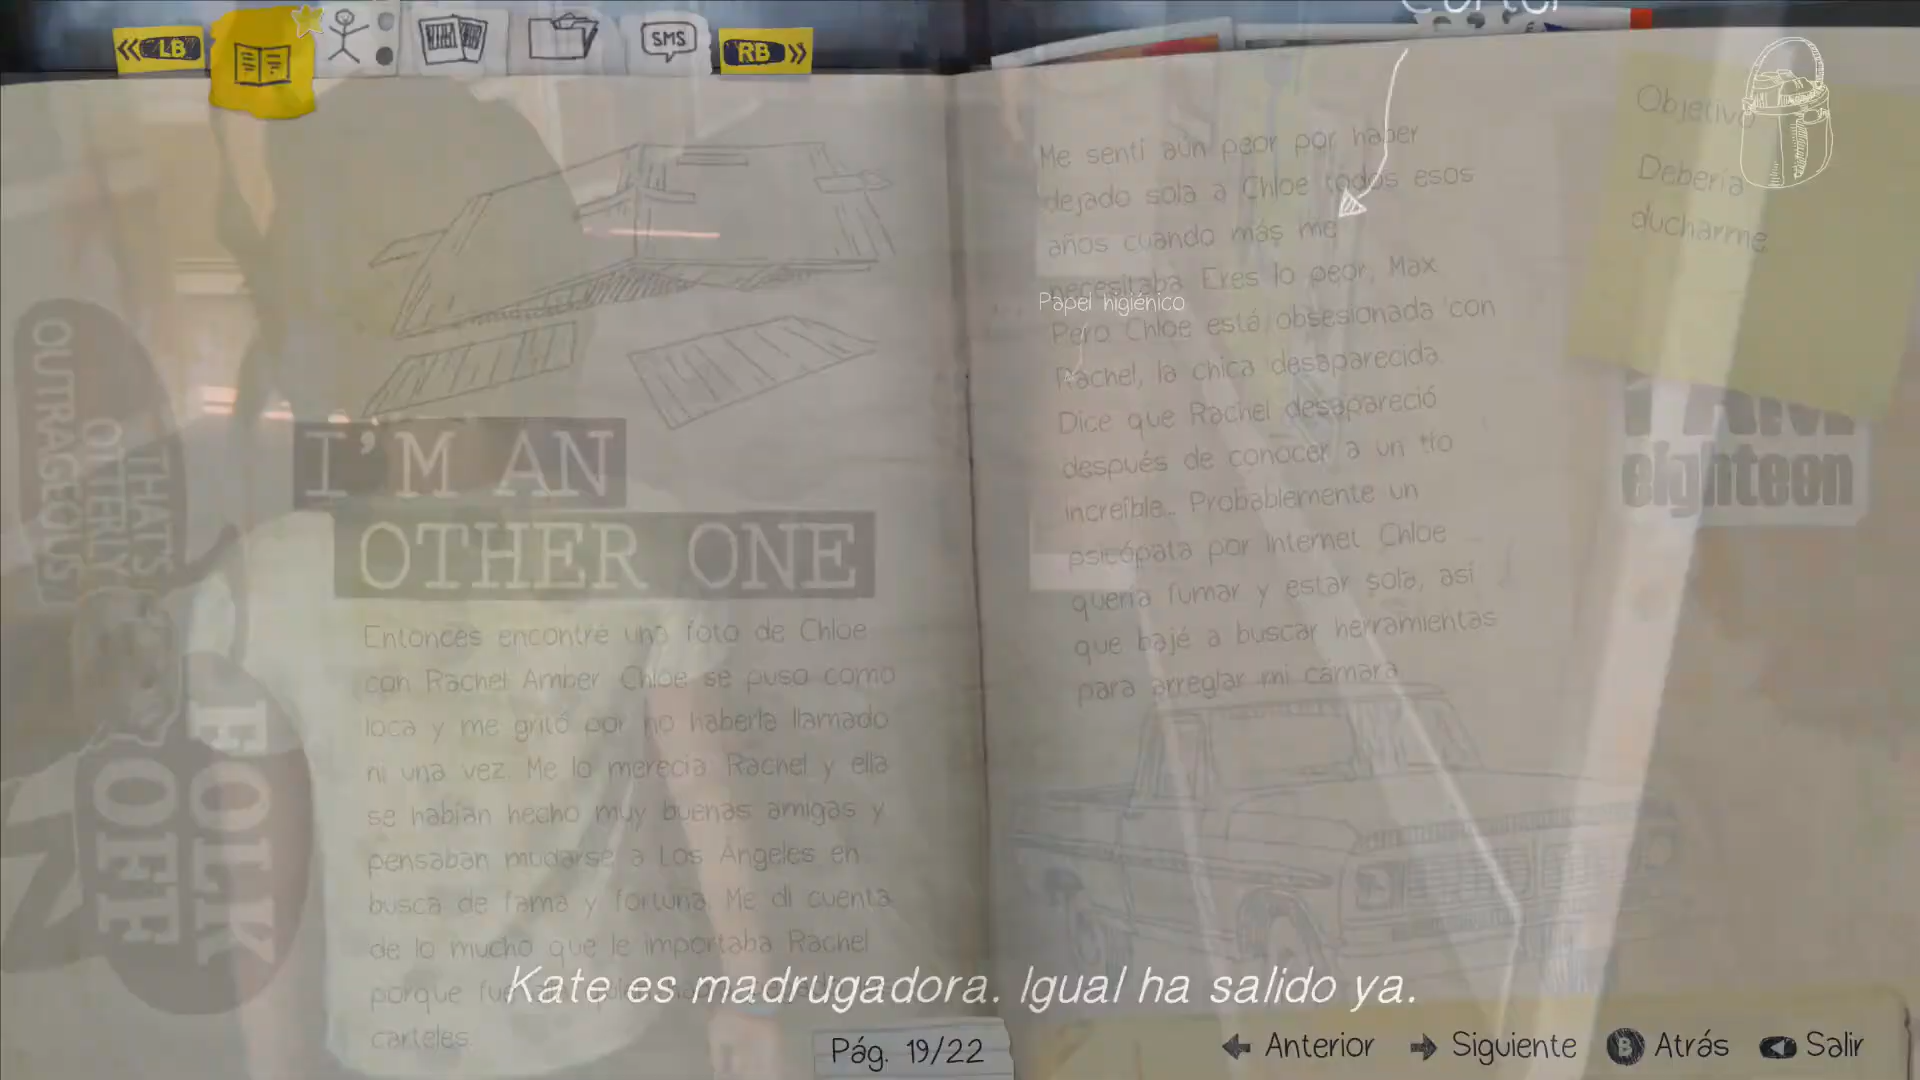 LB
SMS
RB
Objetivo
Debería
ducharme
Me sentí aún peor por haber
dejado sola a Chloe todos esos
años cuando más me
necesitaba. Eres lo peor, Max.
Papel higiénico
Pero Chloe está obsesionada con
Rachel, la chica desaparecida.
Dice que Rachel desapareció
después de conocer a un tío
increíble... Probablemente un
psicópata por Internet. Chloe
quería fumar y estar sola, así
que bajé a buscar herramientas
para arreglar mi cámara.
eighteen
THAT'S
UTTERLY
OUTRAGEOUS
I'M AN
OTHER ONE
Entonces encontré una foto de Chloe
con Rachel Amber. Chloe se puso como
loca y me gritó por no haberla llamado
ni una vez. Me lo merecía. Rachel y ella
se habían hecho muy buenas amigas y
pensaban mudarse a Los Ángeles en
busca de fama y fortuna. Me di cuenta
de lo mucho que le importaba Rachel
porque
carteles.
FOLK
OFF
Kate es madrugadora. Igual ha salido ya.
Pág. 19/22
Anterior
Siguiente
B Atrás
Salir